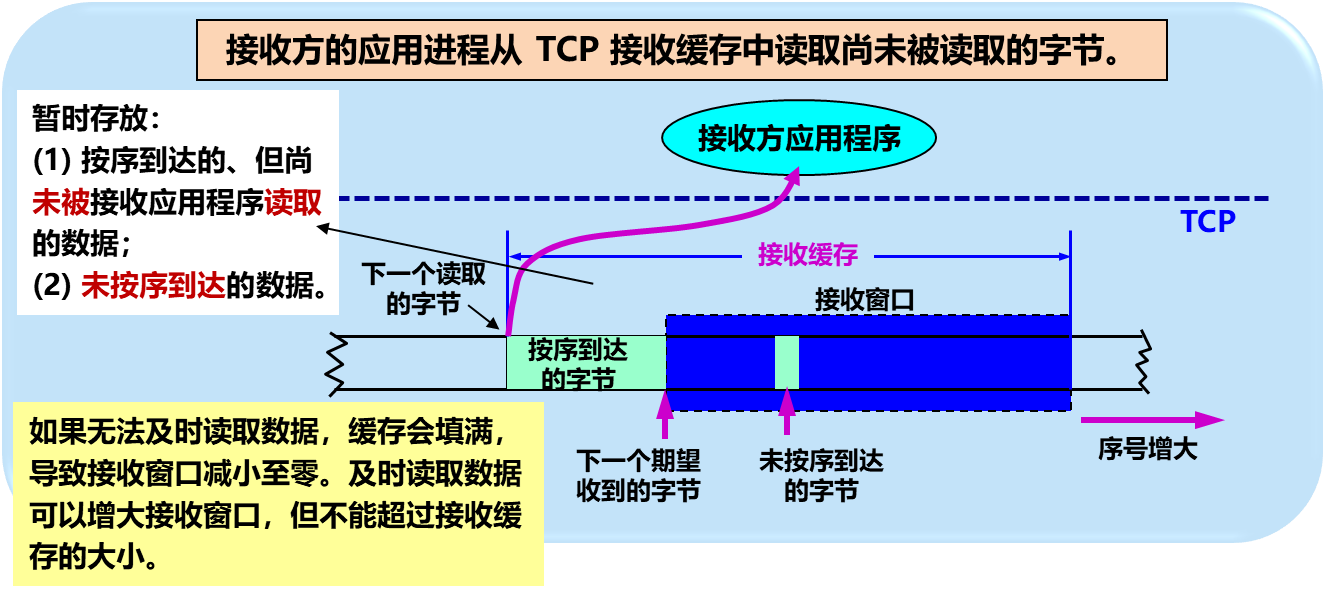 接收方的应用进程从 TCP 接收缓存中读取尚未被读取的字节。
暂时存放：
(1) 按序到达的、但尚
未被接收应用程序读取
的数据；
(2) 未按序到达的数据。
接收方应用程序
TCP
接收缓存
下一个读取
的字节
接收窗口
按序到达
的字节
下一个期望
收到的字节
未按序到达
的字节
序号增大
如果无法及时读取数据，缓存会填满，
导致接收窗口减小至零。及时读取数据
可以增大接收窗口，但不能超过接收缓
存的大小。